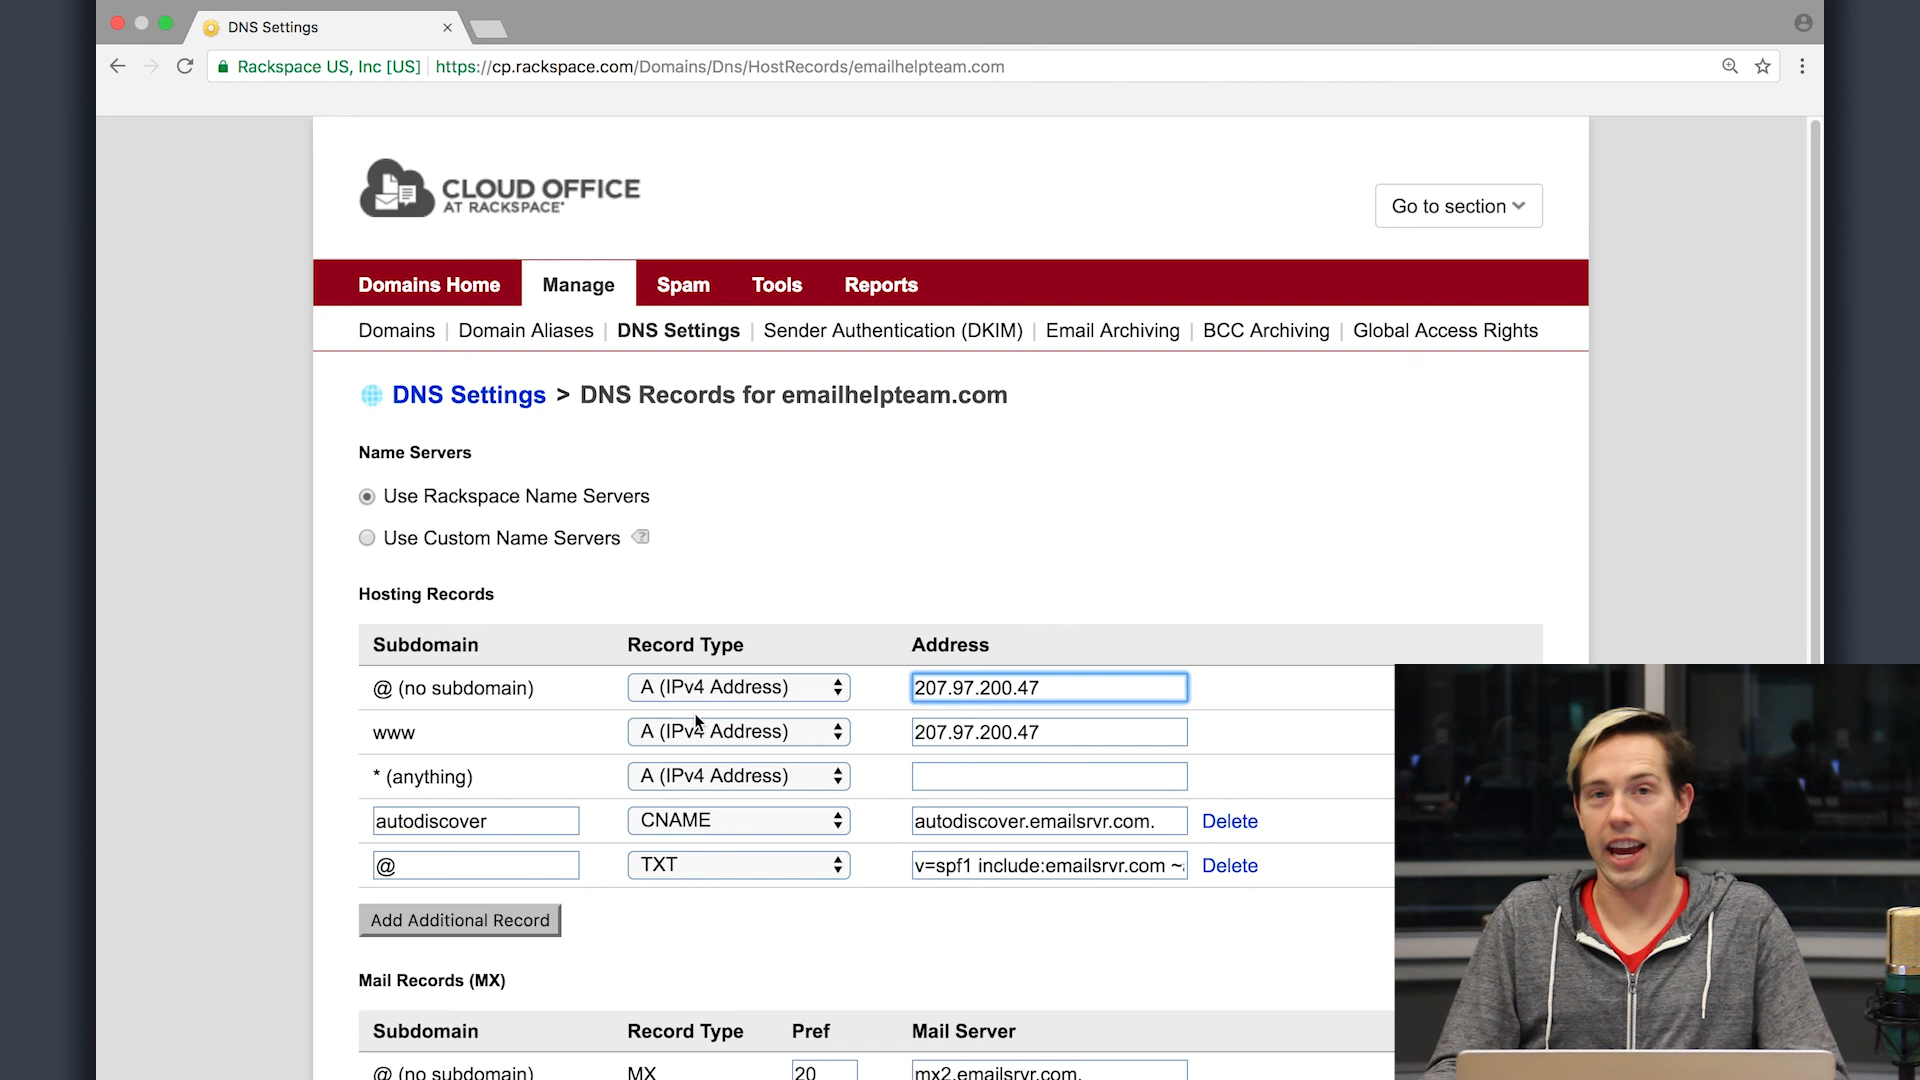 DNS Settings
Rackspace US, Inc [US] https://cp.rackspace.com/Domains/Dns/HostRecords/emailhelpteam.com
CLOUD OFFICE
AT RACKSPACE
Go to section
Domains Home Manage Spam Tools Reports
Domains | Domain Aliases | DNS Settings | Sender Authentication (DKIM) | Email Archiving | BCC Archiving | Global Access Rights
DNS Settings > DNS Records for emailhelpteam.com
Name Servers
Use Rackspace Name Servers
Use Custom Name Servers ?
Hosting Records
Subdomain Record Type Address
@ (no subdomain) A (IPv4 Address) 207.97.200.47
www A (IPv4 Address) 207.97.200.47
* (anything) A (IPv4 Address)
autodiscover CNAME autodiscover.emailsrvr.com. Delete
@ TXT v=spf1 include:emailsrvr.com ~ Delete
Add Additional Record
Mail Records (MX)
Subdomain Record Type Pref Mail Server
@ (no subdomain) MX 20 mx2.emailsrvr.com.